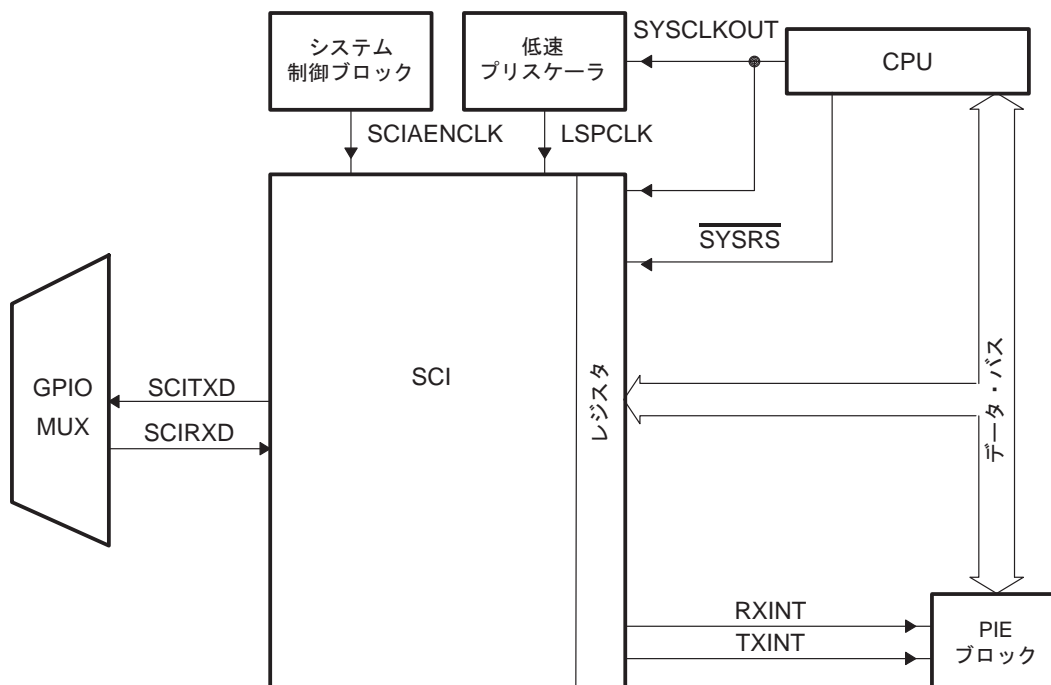 システム
制御ブロック
低速
プリスケーラ
SYSCLKOUT
CPU
SCIAENCLK
LSPCLK
SYSRS
GPIO
MUX
SCITXD
SCIRXD
SCI
レジスタ
データ・バス
RXINT
TXINT
PIE
ブロック